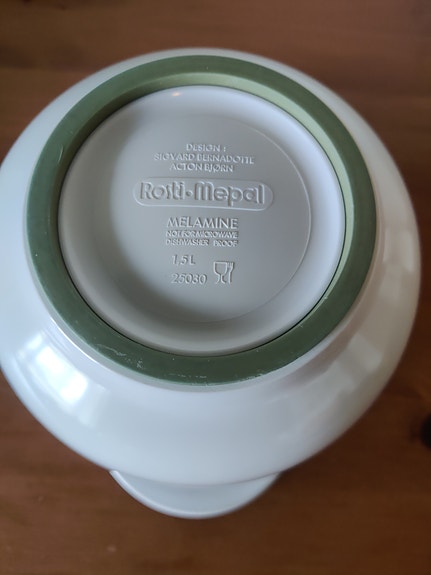 DESIGN:
SIGVARD BERNADOTTE
ACTON BJØRN
Rosti-Mepal
MELAMINE
NOT FOR MICROWAVE
DISHWASHER PROOF
1.5L
25030